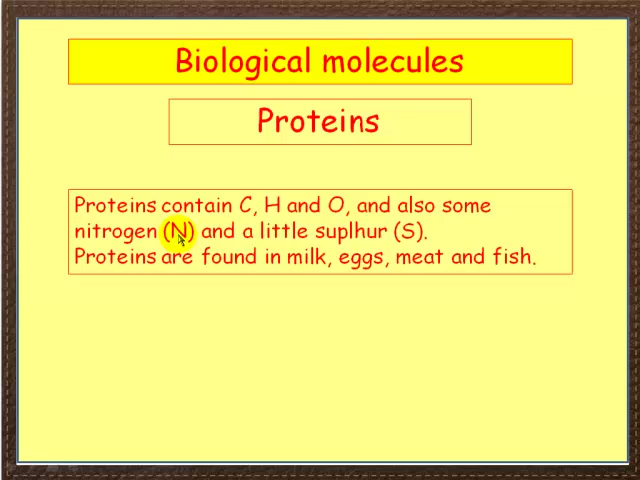 Biological molecules
Proteins
Proteins contain C, H and O, and also some
nitrogen (N) and a little suplhur (S).
Proteins are found in milk, eggs, meat and fish.